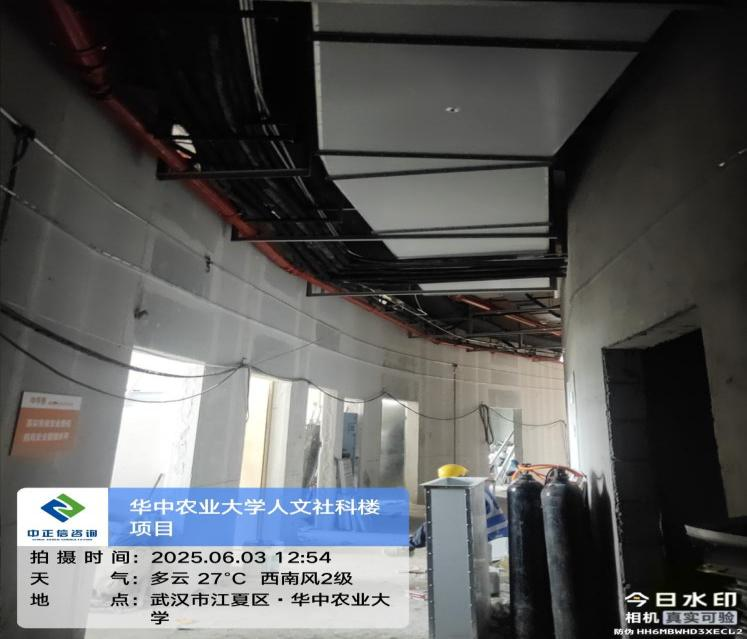 中正信咨询
华中农业大学人文社科楼
项目
拍摄时间：2025.06.03 12:54
天气：多云 27°C 西南风2级
地点：武汉市江夏区·华中农业大
学
今日水印
相机 真实可验
防伪 HH6MBWHD3XECL2